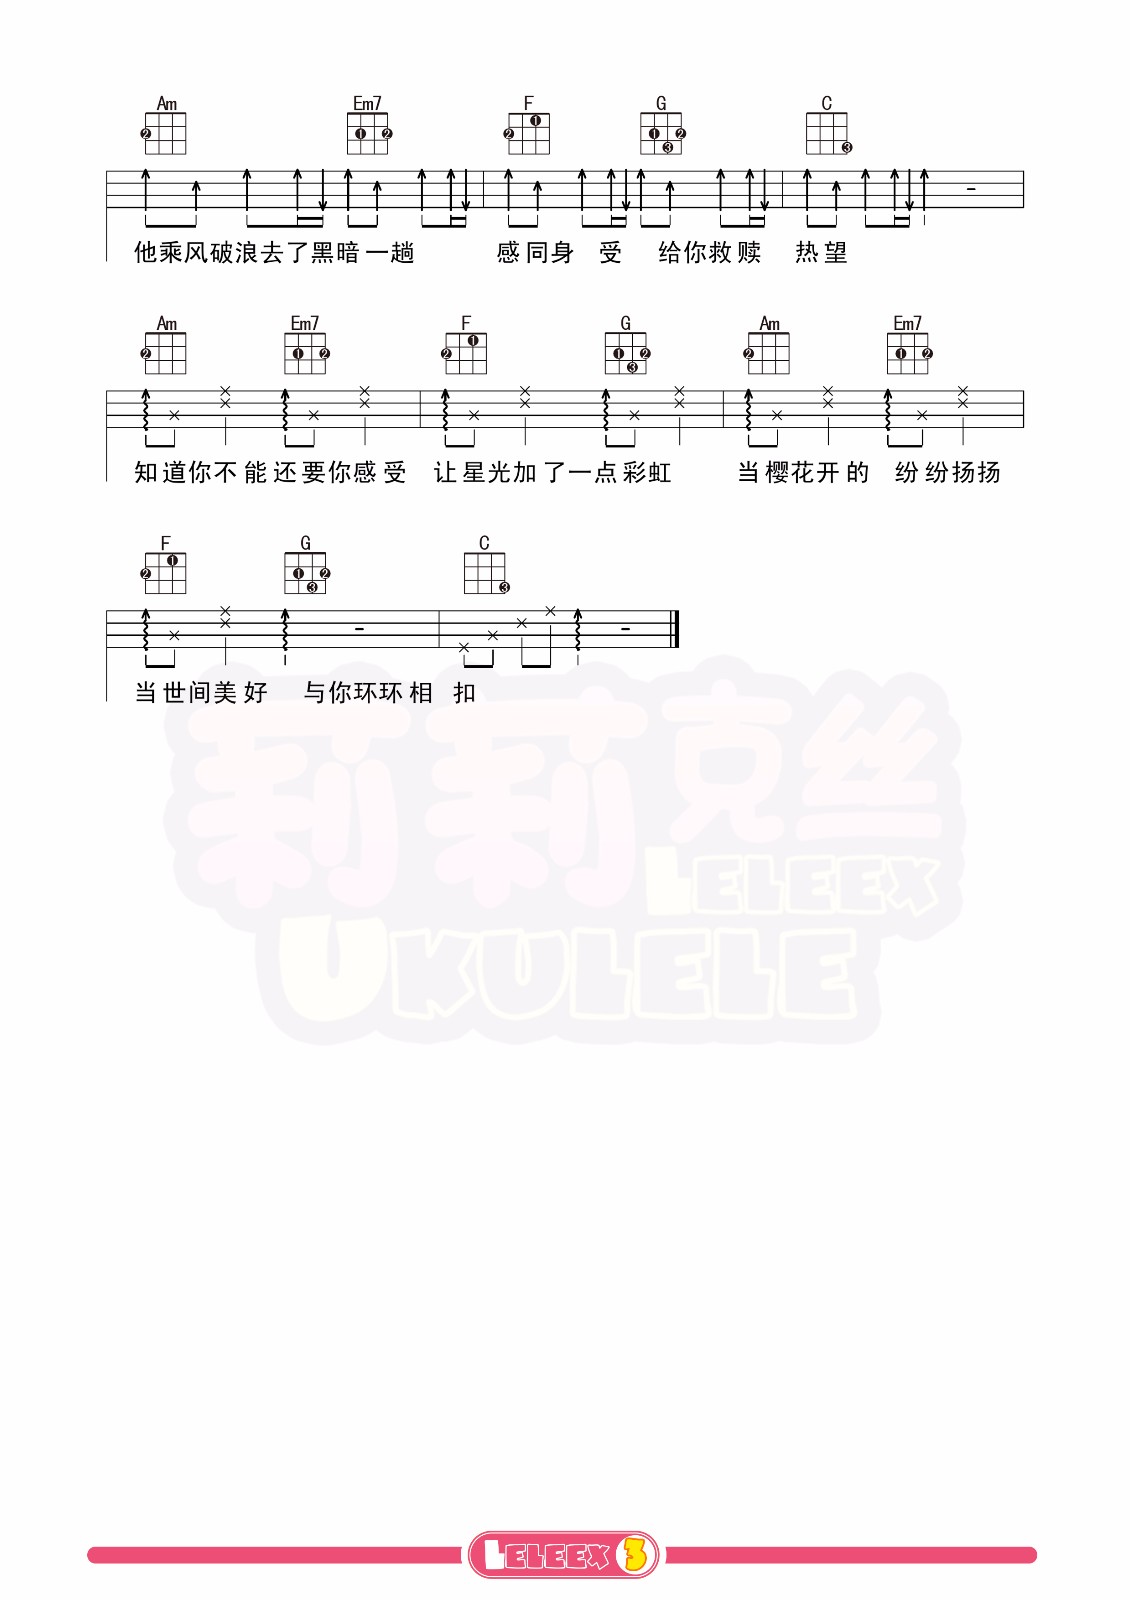 Am Em7 F G C
他乘风破浪去了黑暗一趟 感同身 受 给你救赎 热望
Am Em7 F G Am Em7
知道你不能还要你感受 让星光加了一点彩虹 当樱花开的 纷纷扬扬
F G C
当世间美好 与你环环相 扣
莉莉克丝
LELEEX
UKULELE
LELEEX 3